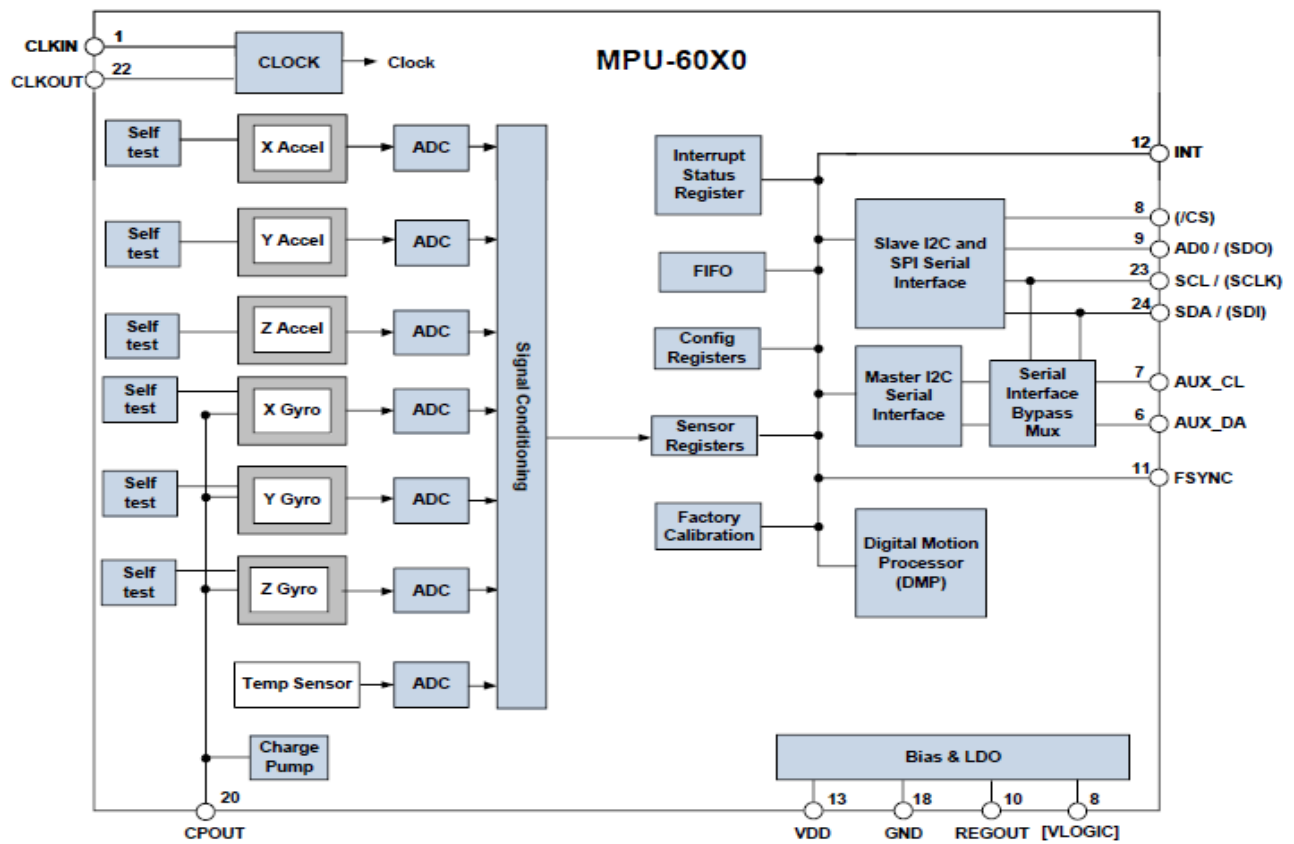 MPU-60X0
CLKIN
1
CLKOUT
22
CLOCK
Clock
Self
test
X Accel
ADC
Self
test
Y Accel
ADC
Self
test
Z Accel
ADC
Self
test
X Gyro
ADC
Self
test
Y Gyro
ADC
Self
test
Z Gyro
ADC
Temp Sensor
ADC
Signal Conditioning
Charge
Pump
20
CPOUT
Interrupt
Status
Register
FIFO
Config
Registers
Sensor
Registers
Factory
Calibration
Slave I2C and
SPI Serial
Interface
Master I2C
Serial
Interface
Serial
Interface
Bypass
Mux
Digital Motion
Processor
(DMP)
12
INT
8
(/CS)
9
AD0 / (SDO)
23
SCL / (SCLK)
24
SDA / (SDI)
7
AUX_CL
6
AUX_DA
11
FSYNC
Bias & LDO
13
18
10
8
VDD
GND
REGOUT
[VLOGIC]